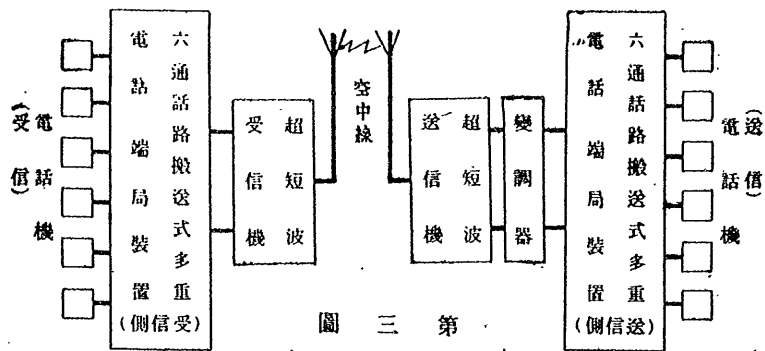 (送信)
電話機
六通話路搬送式多重
電話端局裝置
(送信側)
變調器
超短波
送信機
空中線
超短波
受信機
六通話路搬送式多重
電話端局裝置
(受信側)
電話機
(受信)
第三圖